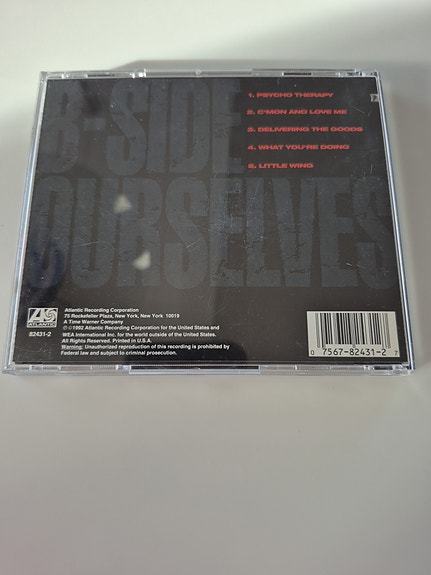 B-SIDE
OURSELVES
1. PSYCHO THERAPY
2. C'MON AND LOVE ME
3. DELIVERING THE GOODS
4. WHAT YOU'RE DOING
5. LITTLE WING
ATLANTIC
82431-2
Atlantic Recording Corporation
75 Rockefeller Plaza, New York, New York 10019
A Time Warner Company
℗©1992 Atlantic Recording Corporation for the United States and
WEA International Inc. for the world outside of the United States.
All Rights Reserved. Printed in U.S.A.
Warning: Unauthorized reproduction of this recording is prohibited by
Federal law and subject to criminal prosecution.
0 7567-82431-2 7